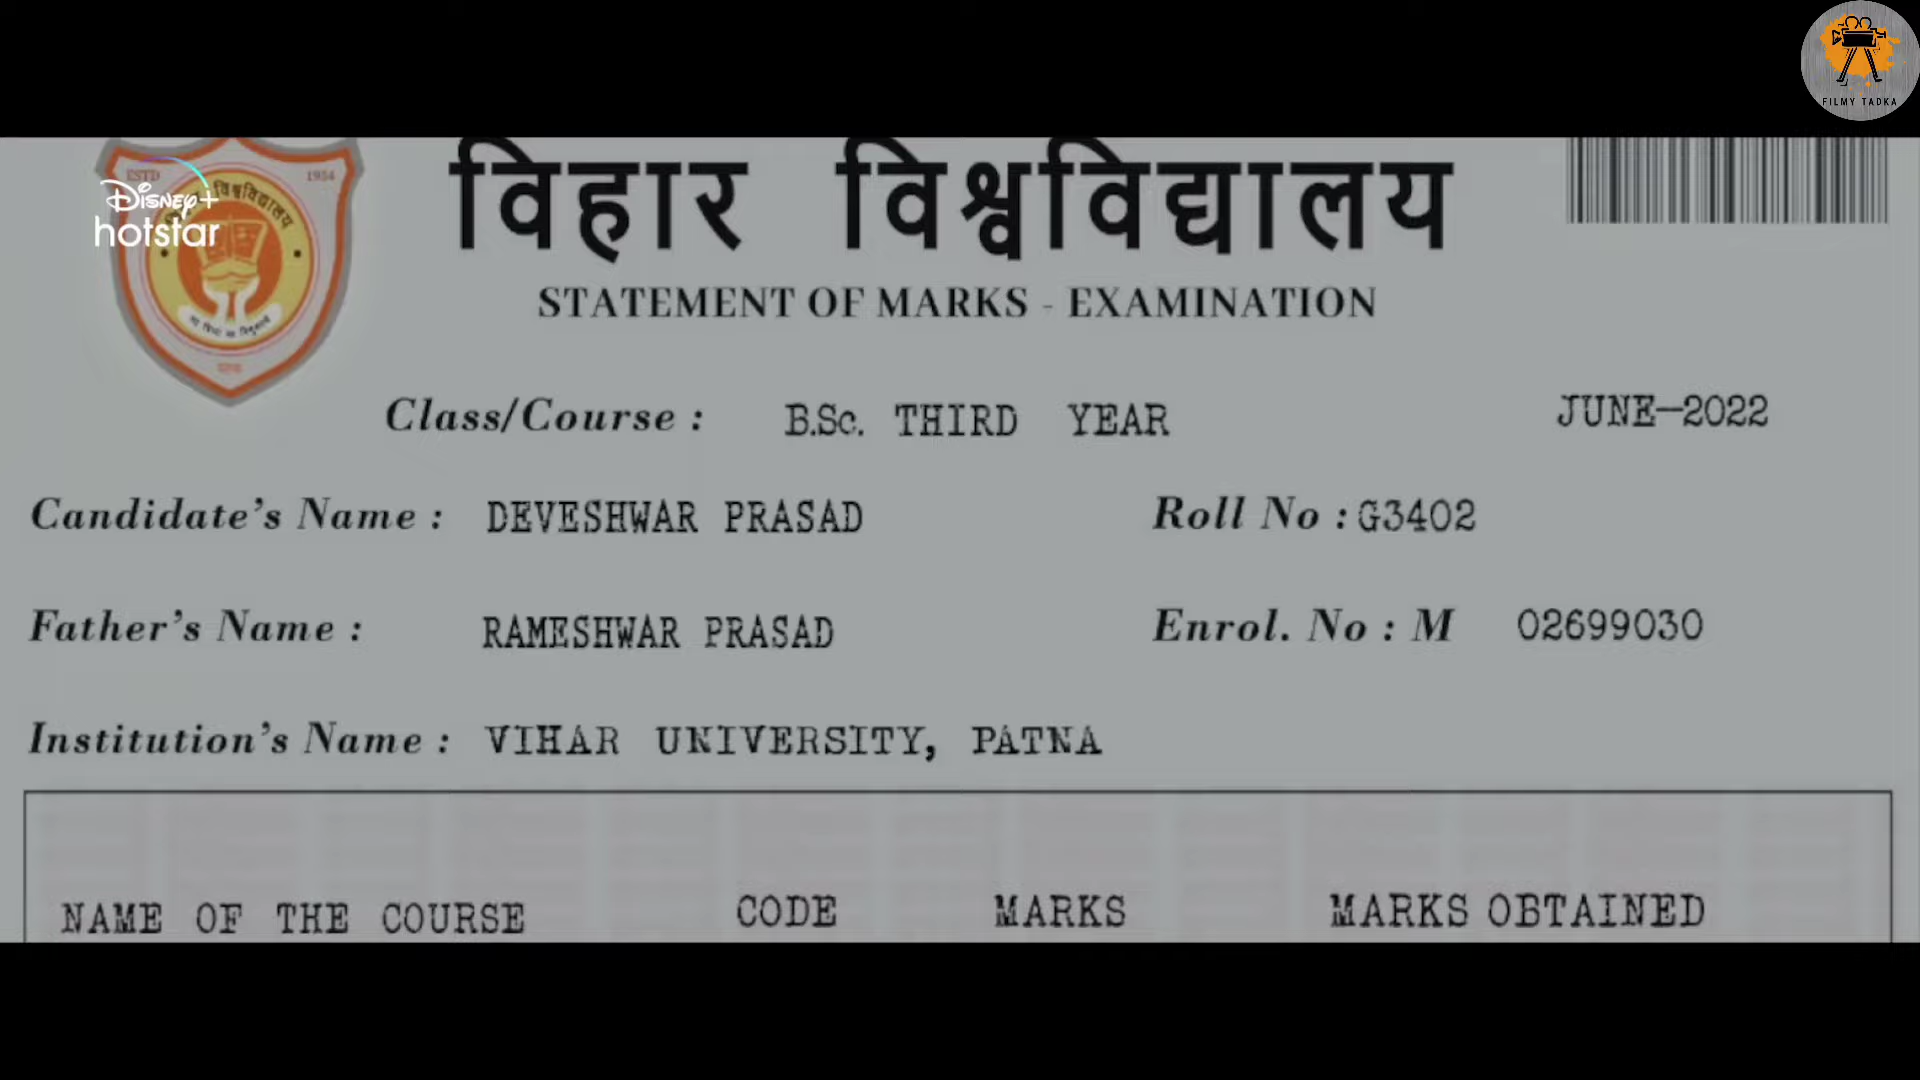 FILMY TADKA
ESTD 1954
विहार विश्वविद्यालय
Disney+
hotstar
STATEMENT OF MARKS - EXAMINATION
Class/Course : B.Sc. THIRD YEAR JUNE-2022
Candidate's Name : DEVESHWAR PRASAD Roll No : G3402
Father's Name : RAMESHWAR PRASAD Enrol. No : M 02699030
Institution's Name : VIHAR UNIVERSITY, PATNA
NAME OF THE COURSE CODE MARKS MARKS OBTAINED